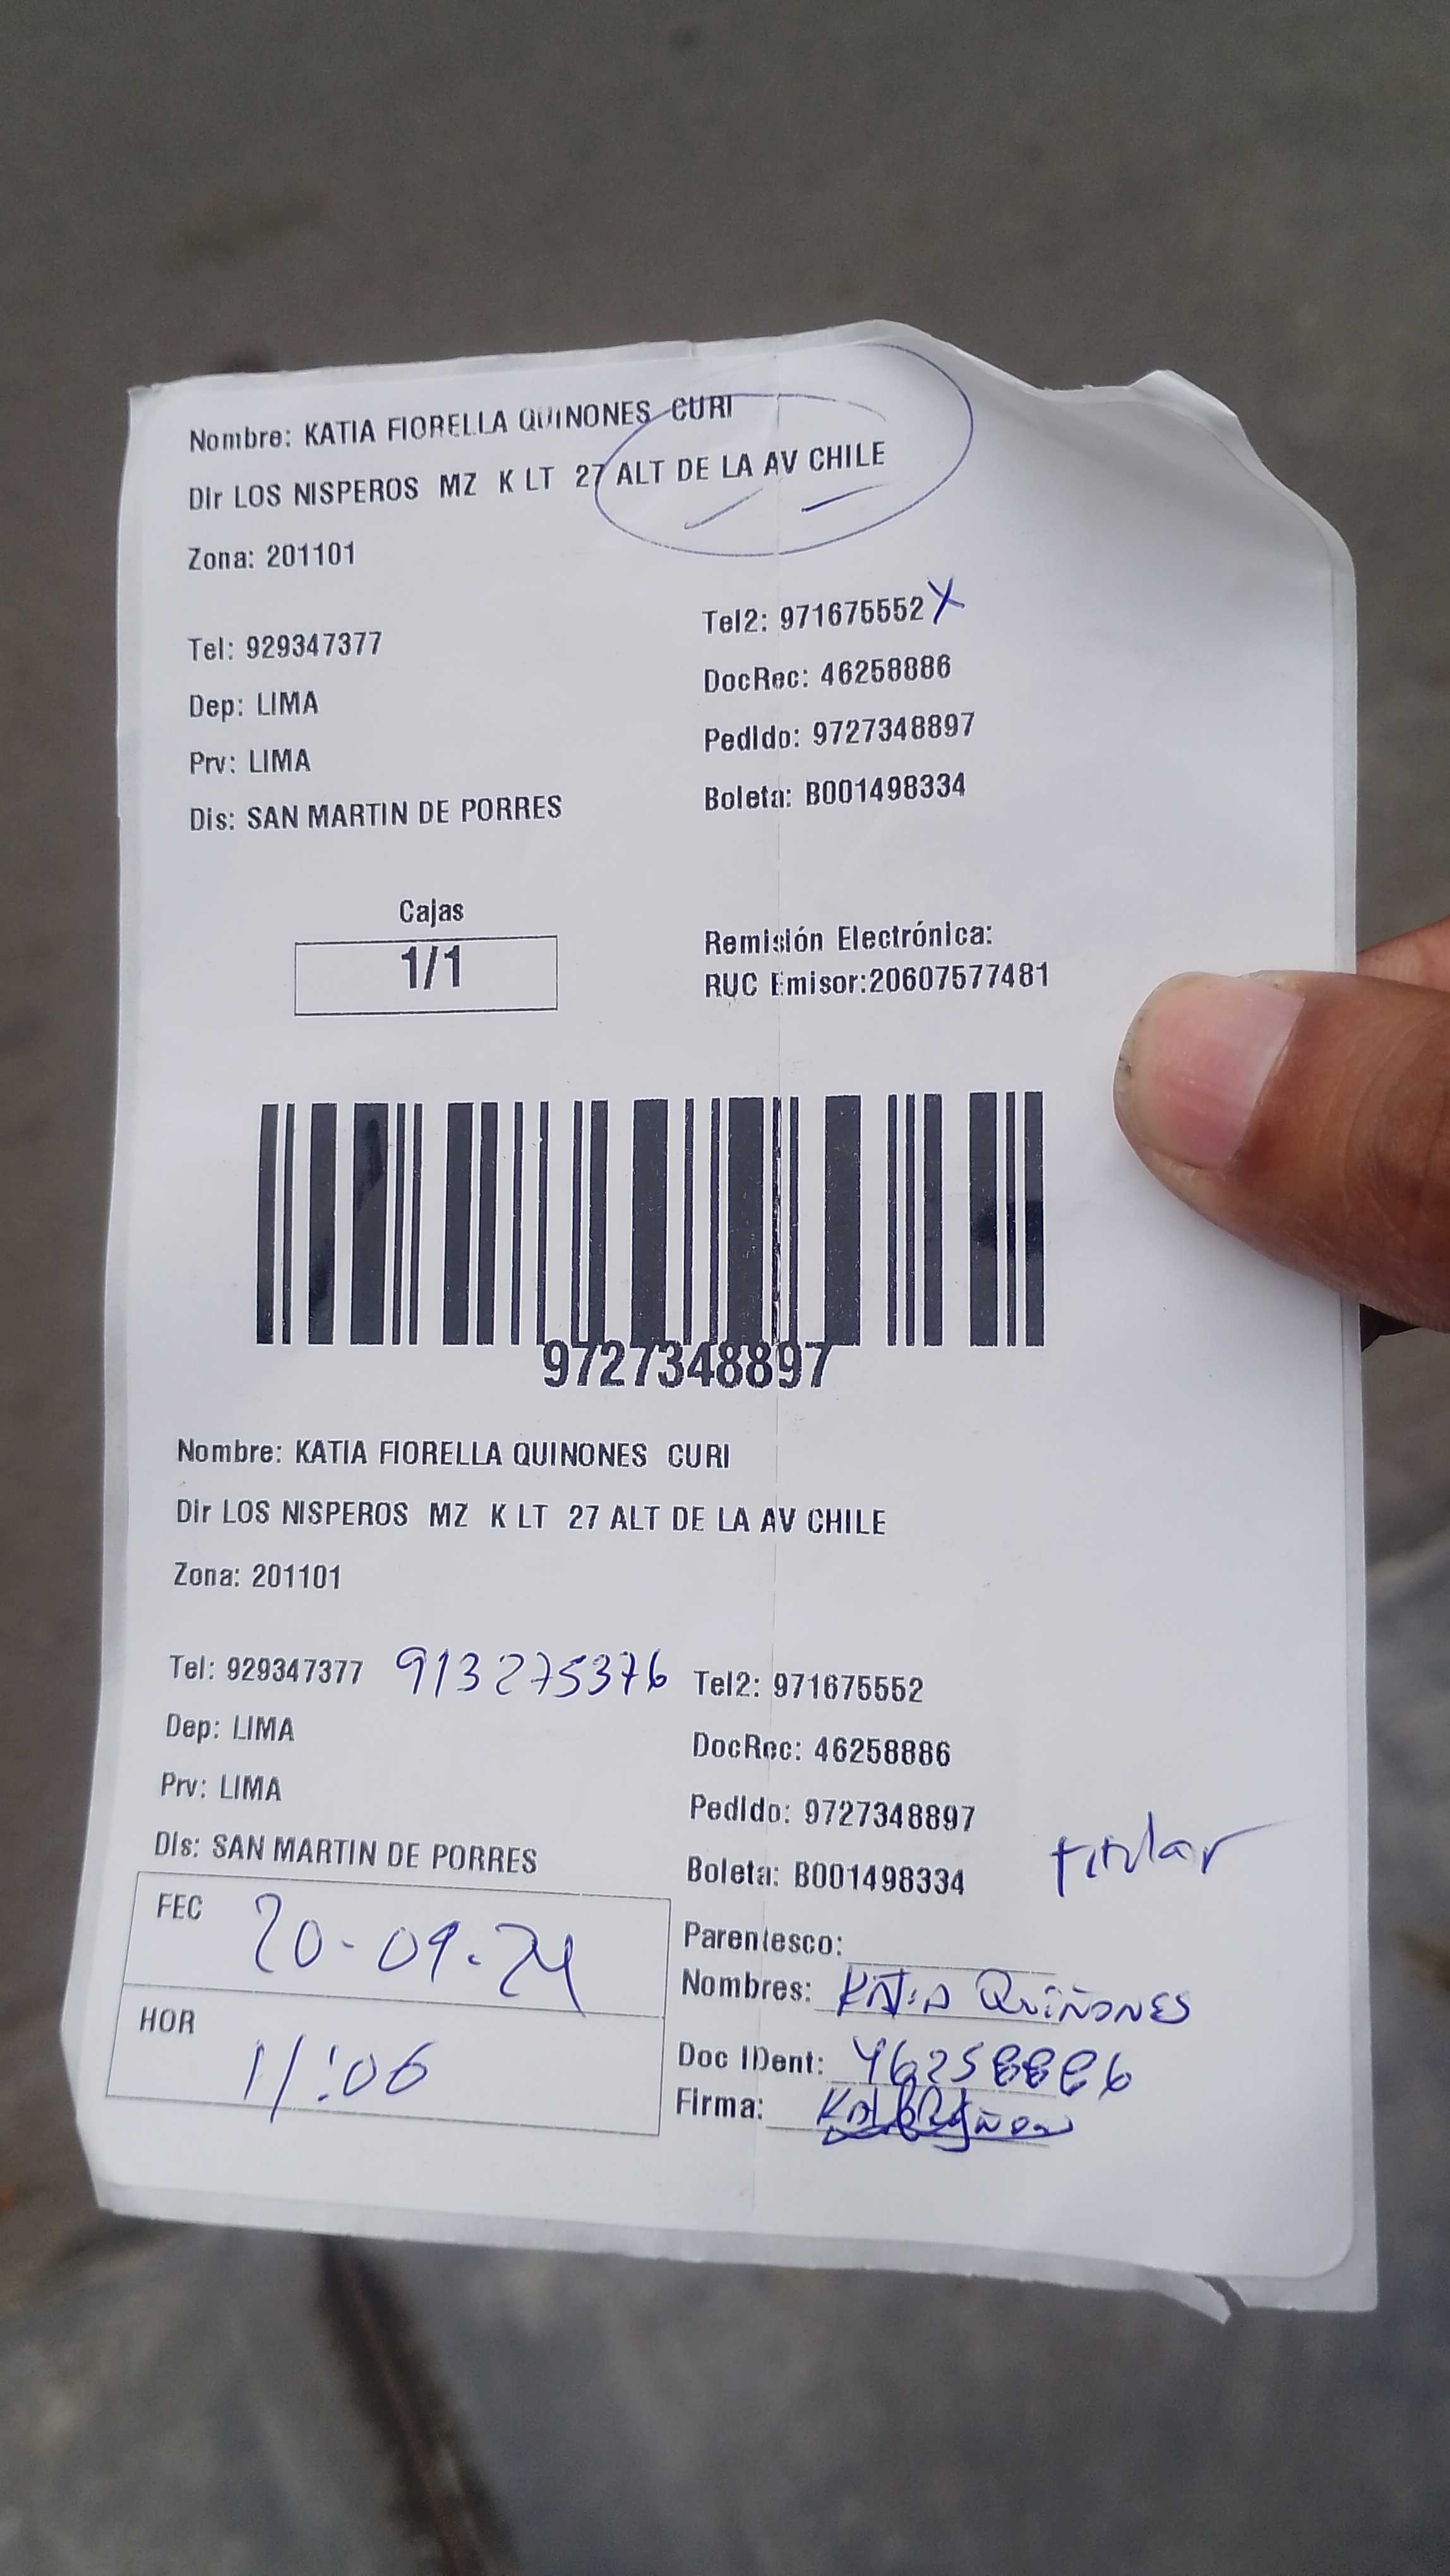 Nombre: KATIA FIORELLA QUINONES CURI
Dir LOS NISPEROS MZ K LT 27 ALT DE LA AV CHILE
Zona: 201101
Tel: 929347377 Tel2: 971675552 X
Dep: LIMA DocRec: 46258886
Prv: LIMA Pedido: 9727348897
Dis: SAN MARTIN DE PORRES Boleta: B001498334
Cajas
1/1
Remisión Electrónica:
RUC Emisor:20607577481
9727348897
Nombre: KATIA FIORELLA QUINONES CURI
Dir LOS NISPEROS MZ K LT 27 ALT DE LA AV CHILE
Zona: 201101
Tel: 929347377 913275376 Tel2: 971675552
Dep: LIMA DocRec: 46258886
Prv: LIMA Pedido: 9727348897
Dis: SAN MARTIN DE PORRES Boleta: B001498334
titular
FEC 20-09-24
Parentesco:
Nombres: KATIA QUIÑONES
HOR 11:06
Doc IDent: 46258886
Firma: